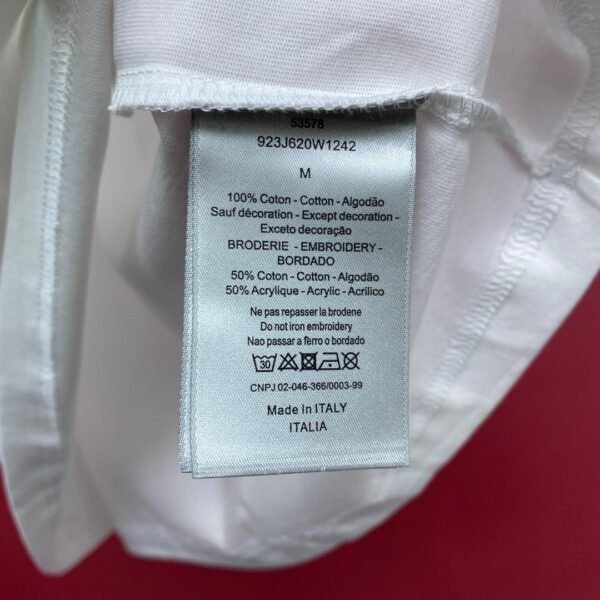 53578
923J620W1242
M
100% Coton - Cotton - Algodão
Sauf décoration - Except decoration -
Exceto decoração
BRODERIE - EMBROIDERY -
BORDADO
50% Coton - Cotton - Algodão
50% Acrylique - Acrylic - Acrilico
Ne pas repasser la brodene
Do not iron embroidery
Nao passar a fèrro o bordado
30
CNPJ 02-046-366/0003-99
Made In ITALY
ITALIA